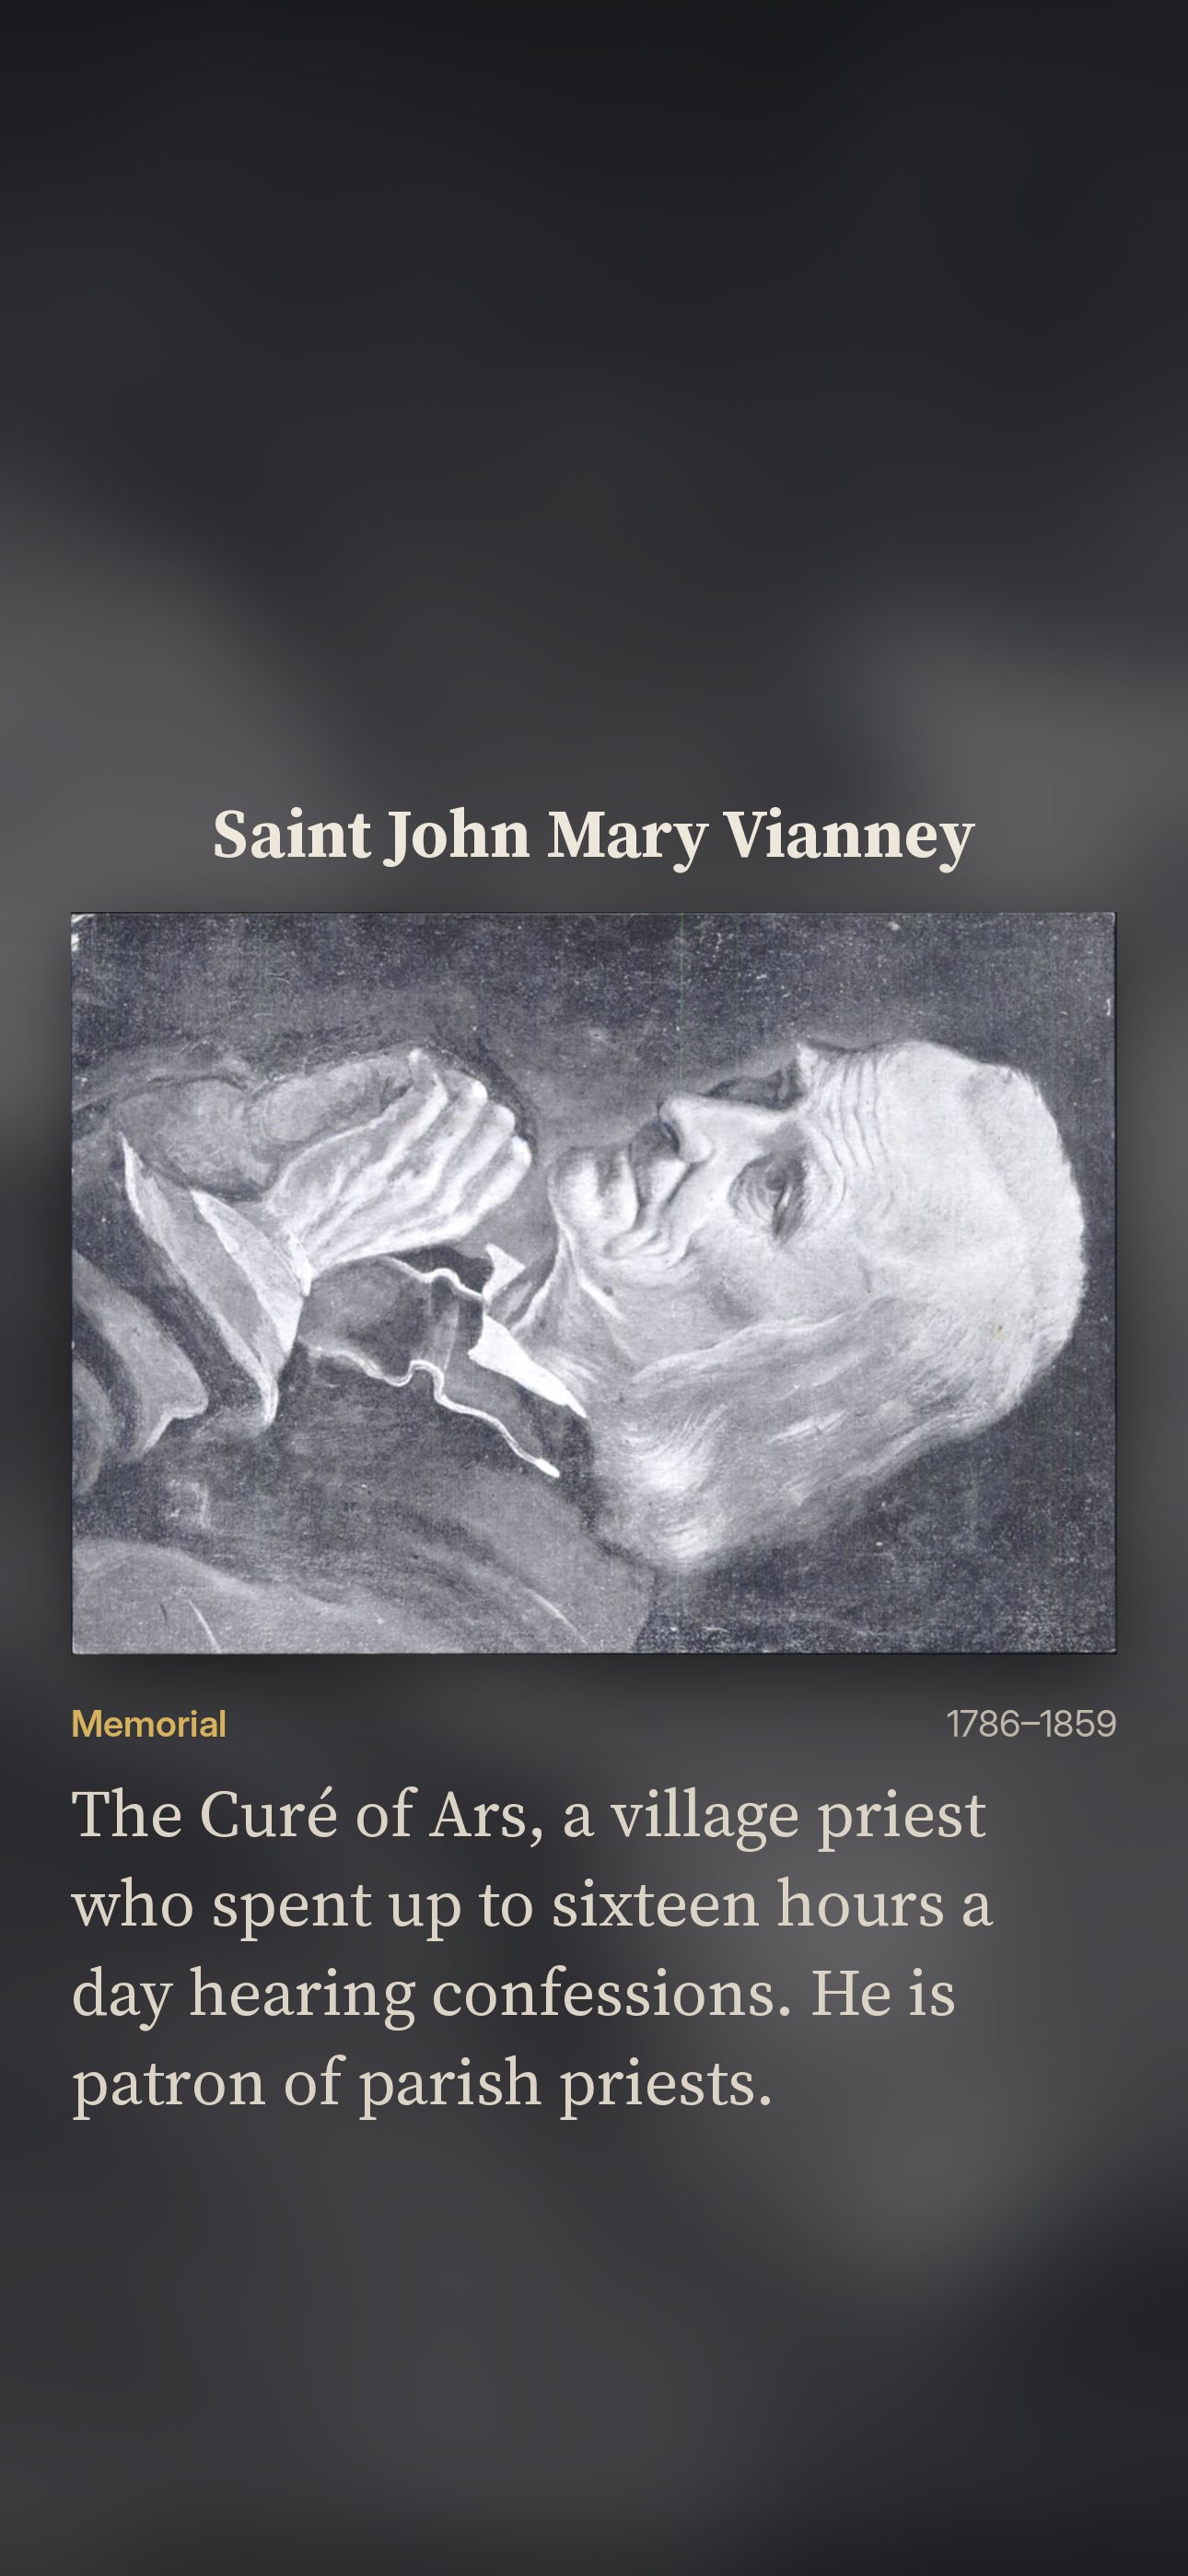 Saint John Mary Vianney
Memorial
1786–1859
The Curé of Ars, a village priest
who spent up to sixteen hours a
day hearing confessions. He is
patron of parish priests.